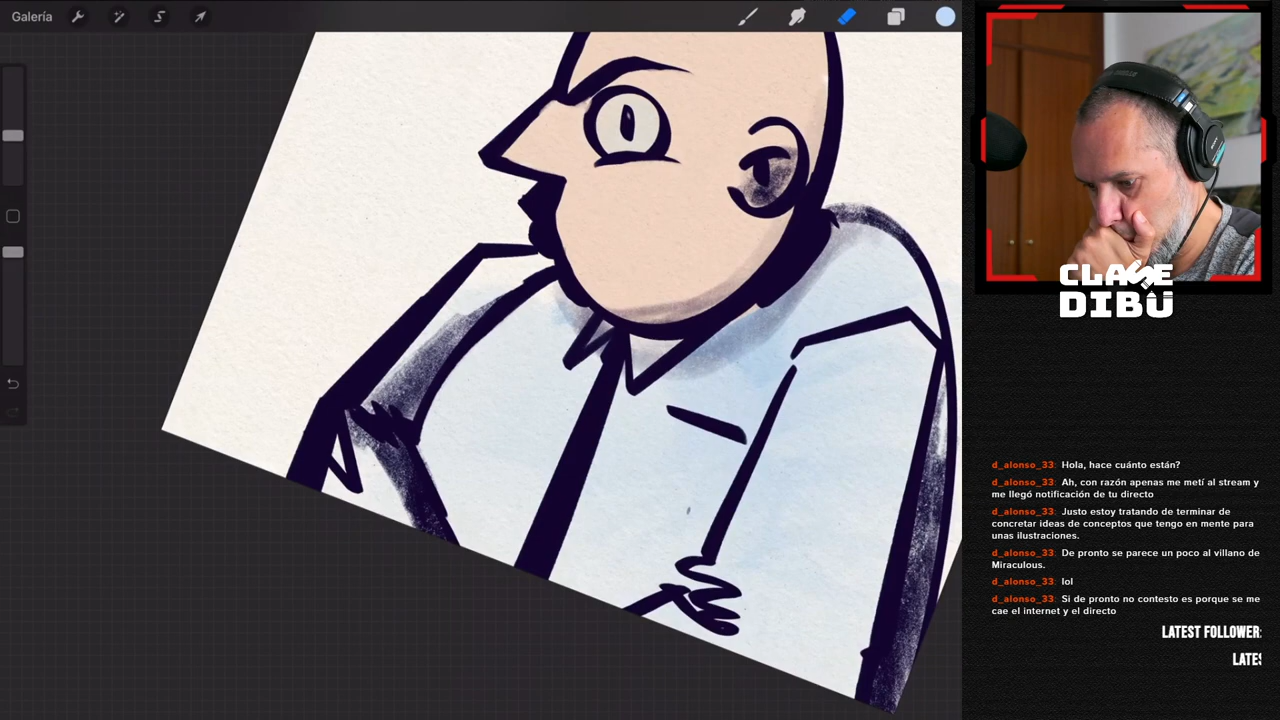 Galería
CLASE
DIBU
d_alonso_33: Hola, hace cuánto están?
d_alonso_33: Ah, con razón apenas me metí al stream y
me llegó notificación de tu directo
d_alonso_33: Justo estoy tratando de terminar de
concretar ideas de conceptos que tengo en mente para
unas ilustraciones.
d_alonso_33: De pronto se parece un poco al villano de
Miraculous.
d_alonso_33: lol
d_alonso_33: Si de pronto no contesto es porque se me
cae el internet y el directo
LATEST FOLLOWER:
LATES